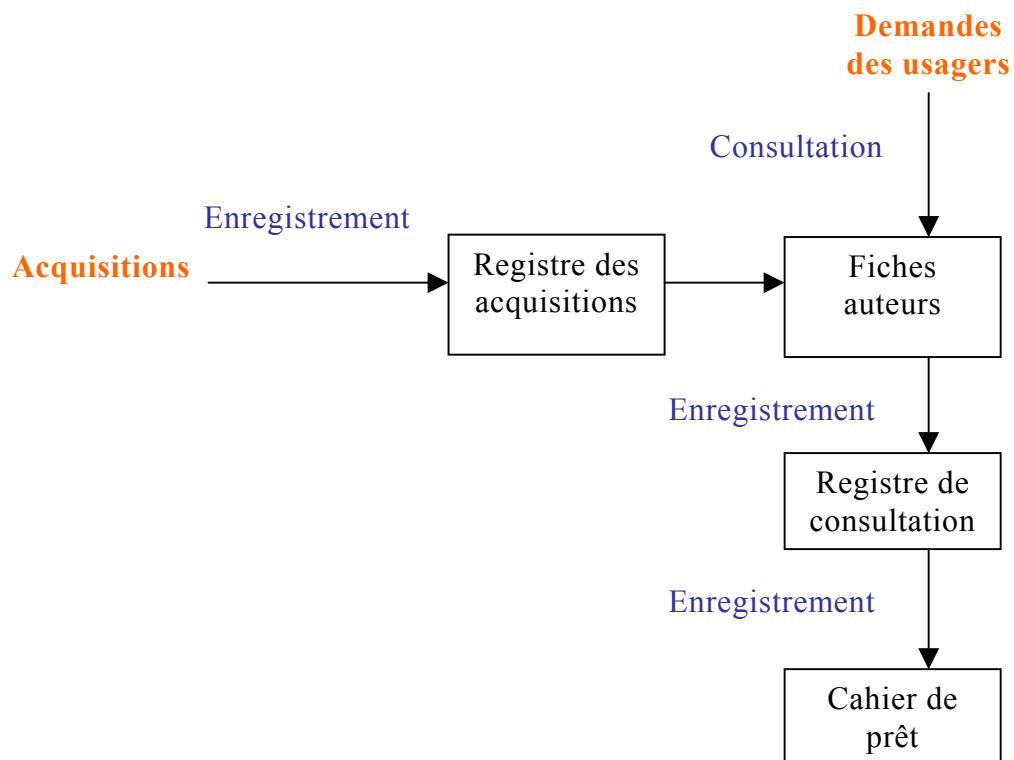 Demandes
des usagers
Consultation
Enregistrement
Acquisitions
Registre des
acquisitions
Fiches
auteurs
Enregistrement
Registre de
consultation
Enregistrement
Cahier de
prêt